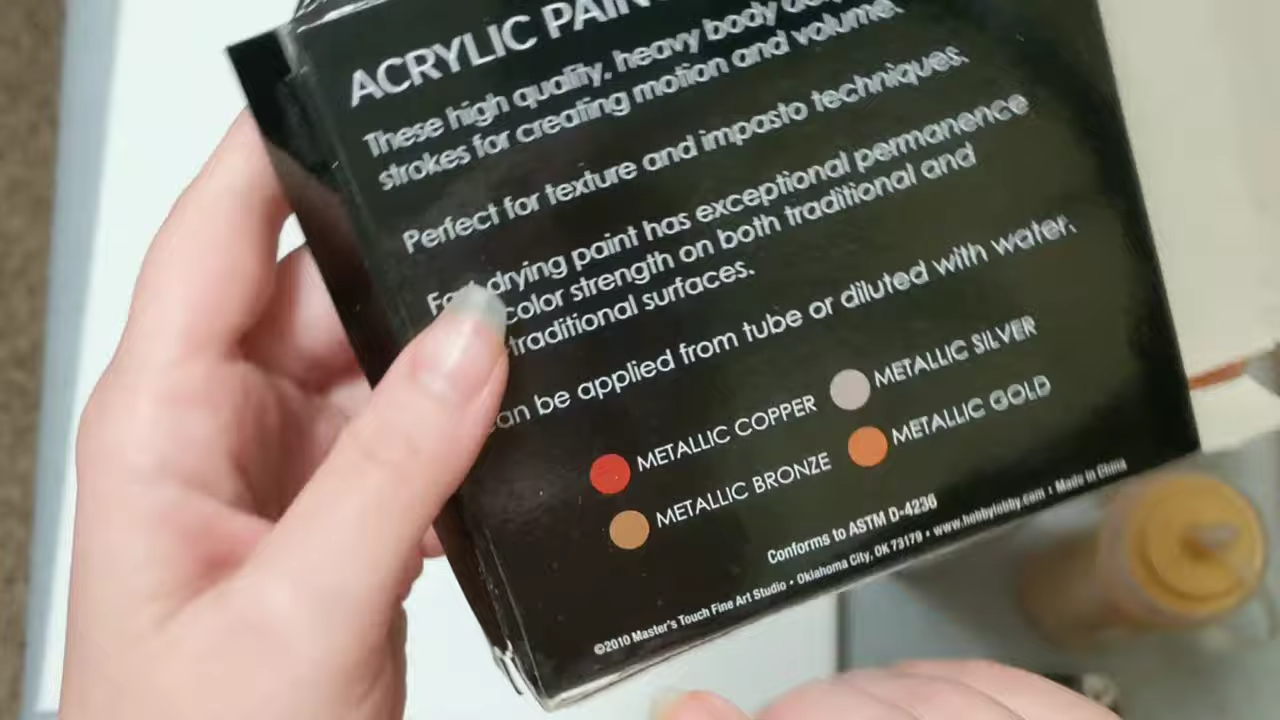 ACRYLIC PAIN
These high quality, heavy body
strokes for creating motion and volume.
Perfect for texture and impasto techniques.
drying paint has exceptional permanence
color strength on both traditional and
traditional surfaces.
an be applied from tube or diluted with water.
METALLIC COPPER
METALLIC SILVER
METALLIC BRONZE
METALLIC GOLD
Conforms to ASTM D-4236
©2010 Master's Touch Fine Art Studio • Oklahoma City, OK 73179 • www.hobbylobby.com • Made in China